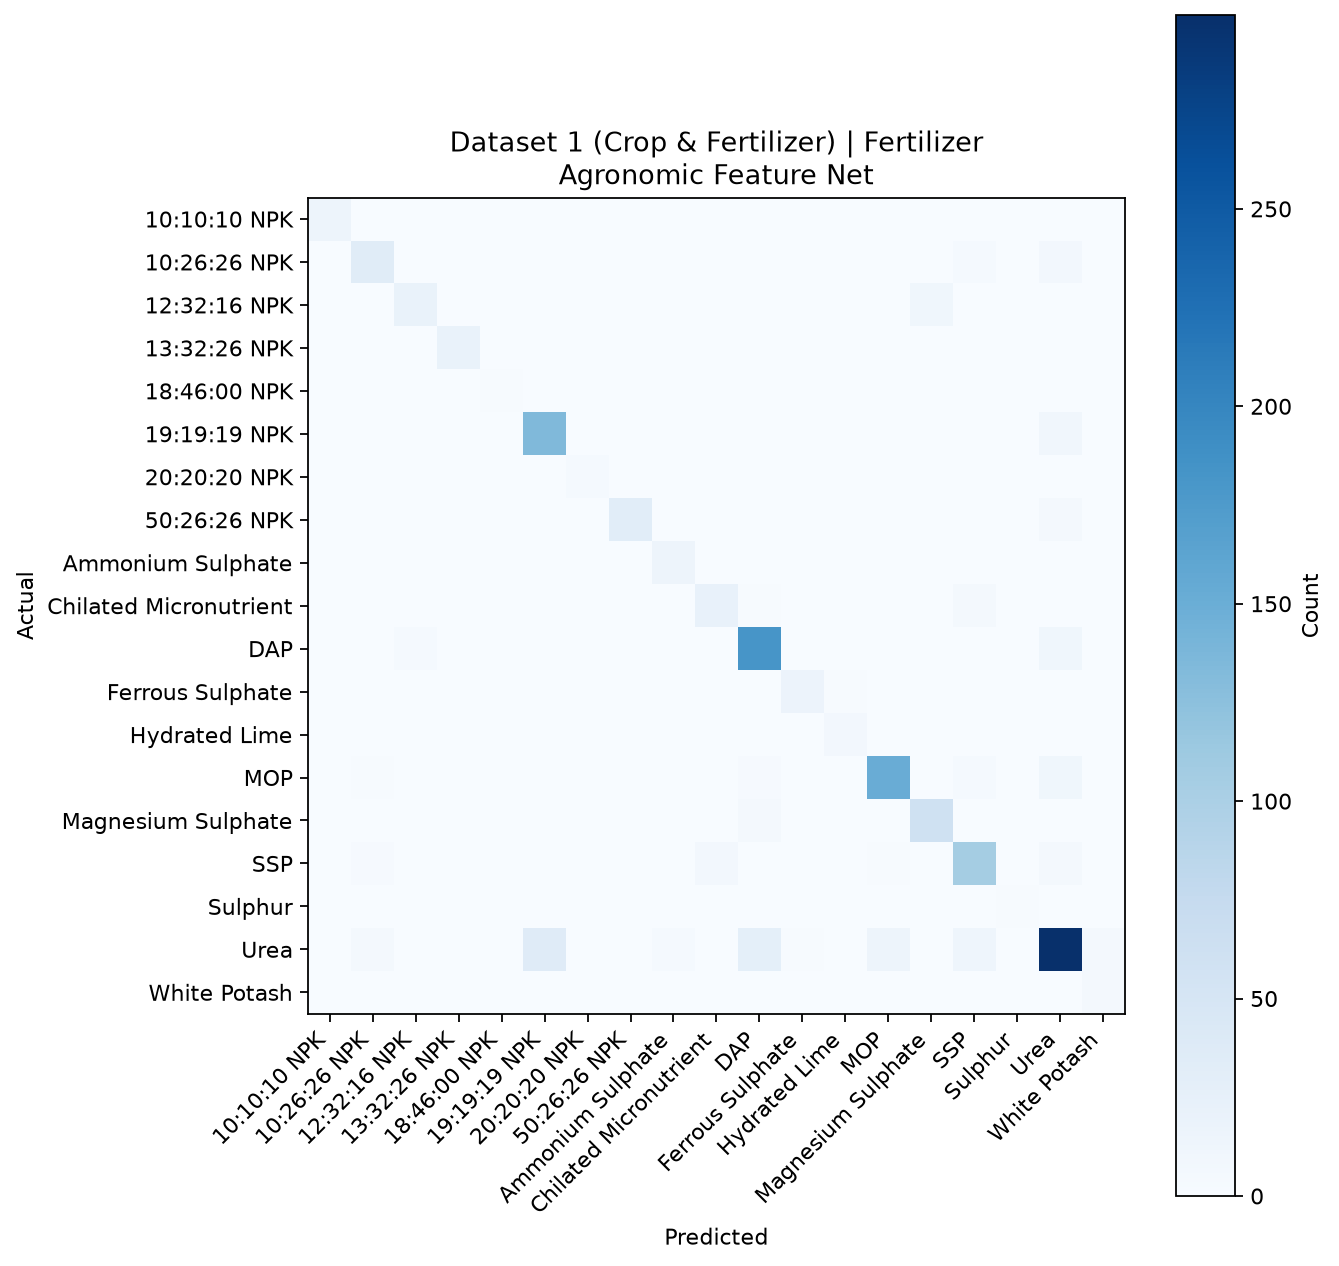 Dataset 1 (Crop & Fertilizer) | Fertilizer
Agronomic Feature Net
Actual
10:10:10 NPK
10:26:26 NPK
12:32:16 NPK
13:32:26 NPK
18:46:00 NPK
19:19:19 NPK
20:20:20 NPK
50:26:26 NPK
Ammonium Sulphate
Chilated Micronutrient
DAP
Ferrous Sulphate
Hydrated Lime
MOP
Magnesium Sulphate
SSP
Sulphur
Urea
White Potash
10:10:10 NPK
10:26:26 NPK
12:32:16 NPK
13:32:26 NPK
18:46:00 NPK
19:19:19 NPK
20:20:20 NPK
50:26:26 NPK
Ammonium Sulphate
Chilated Micronutrient
DAP
Ferrous Sulphate
Hydrated Lime
MOP
Magnesium Sulphate
SSP
Sulphur
Urea
White Potash
Predicted
250
200
150
100
50
0
Count